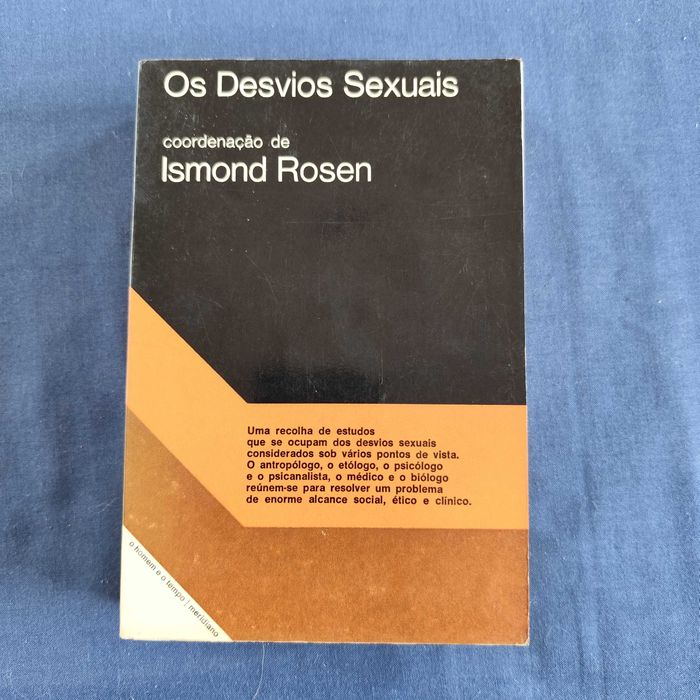 Os Desvios Sexuais
coordenação de
Ismond Rosen
Uma recolha de estudos
que se ocupam dos desvios sexuais
considerados sob vários pontos de vista.
O antropólogo, o etólogo, o psicólogo
e o psicanalista, o médico e o biólogo
reúnem-se para resolver um problema
de enorme alcance social, ético e clínico.
o homem e o tempo | meridiano